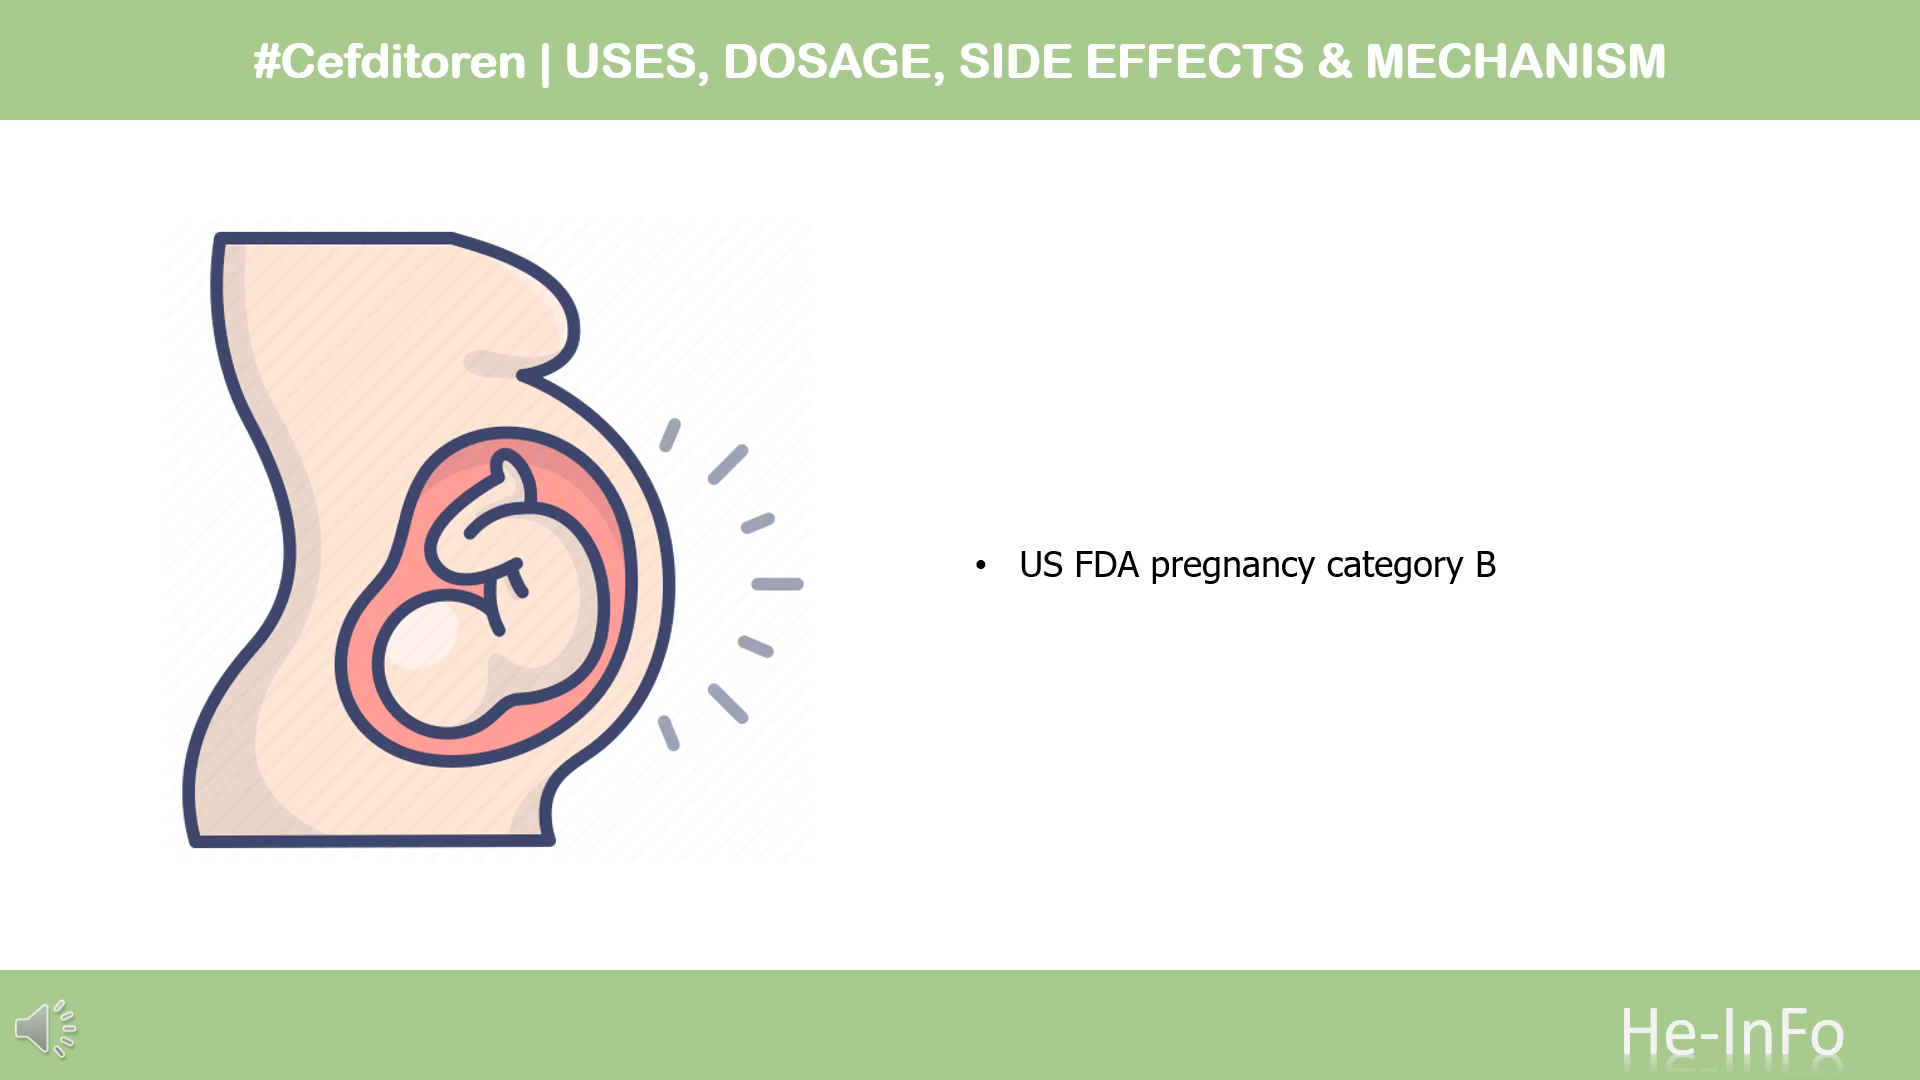 #Cefditoren | USES, DOSAGE, SIDE EFFECTS & MECHANISM
• US FDA pregnancy category B
He-InFo